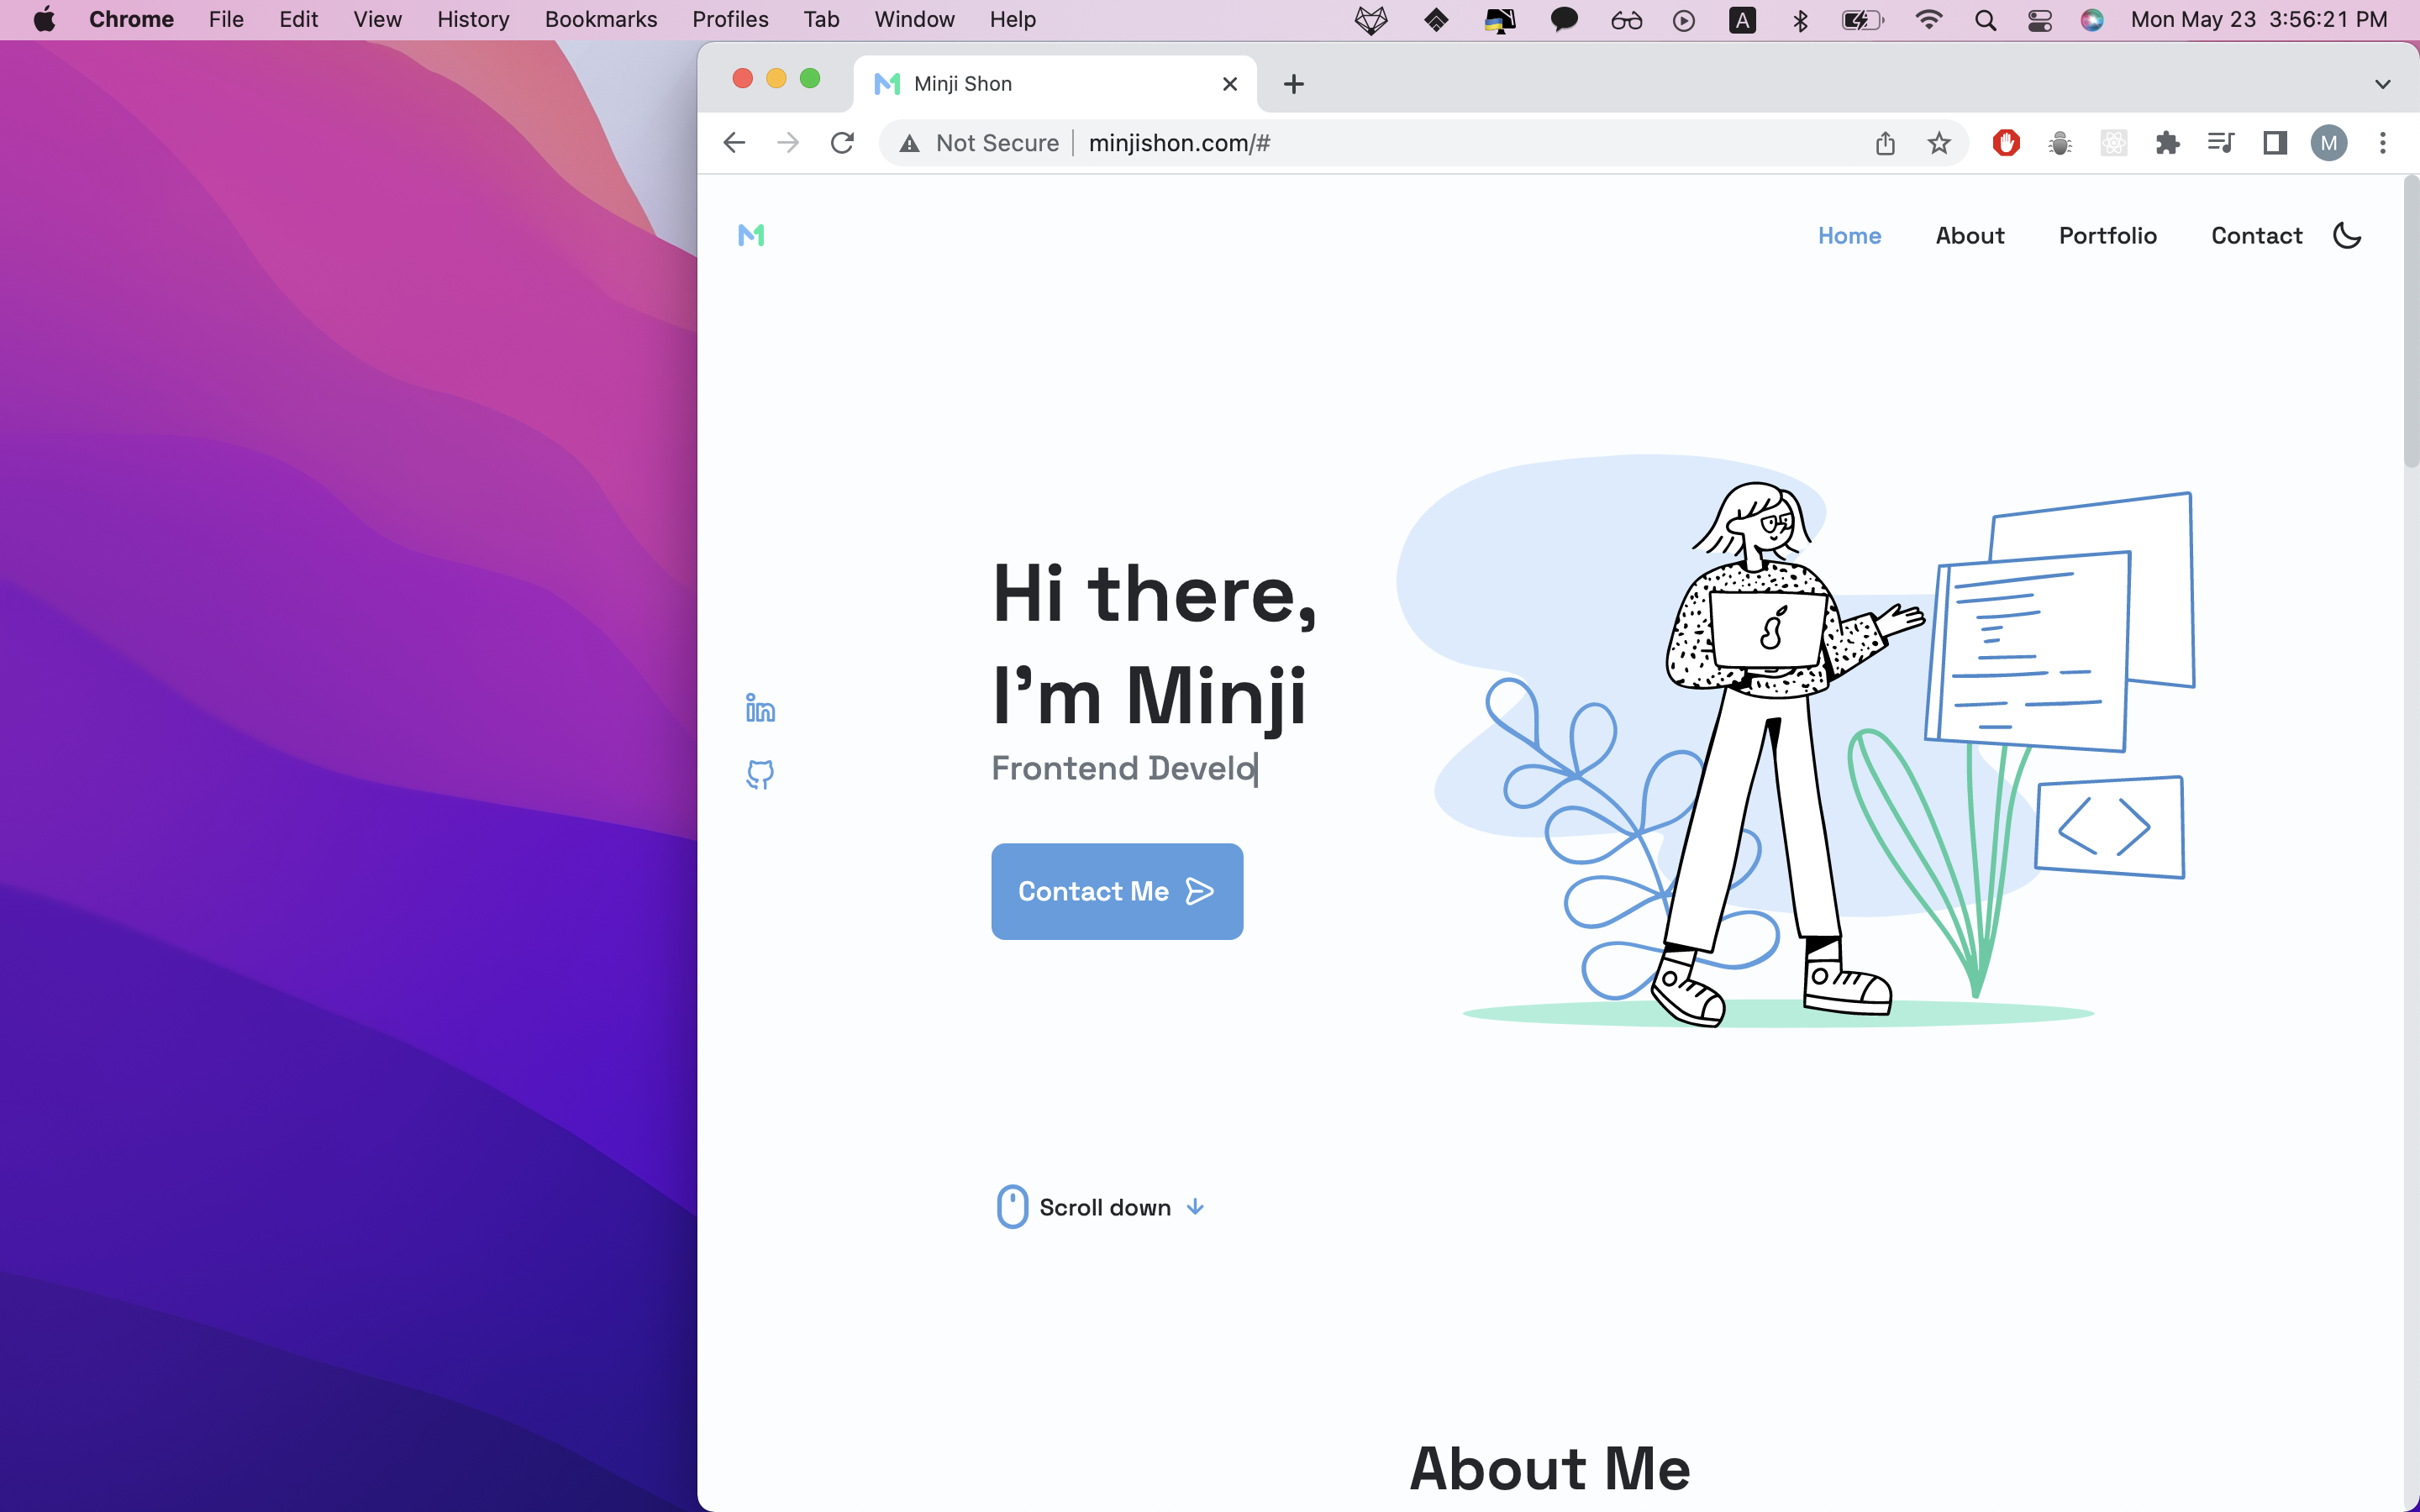 Chrome File Edit View History Bookmarks Profiles Tab Window Help A Mon May 23 3:56:21 PM
Minji Shon
Not Secure minjishon.com/# M
Home About Portfolio Contact
Hi there,
I'm Minji
in
Frontend Develo
Contact Me
Scroll down
About Me